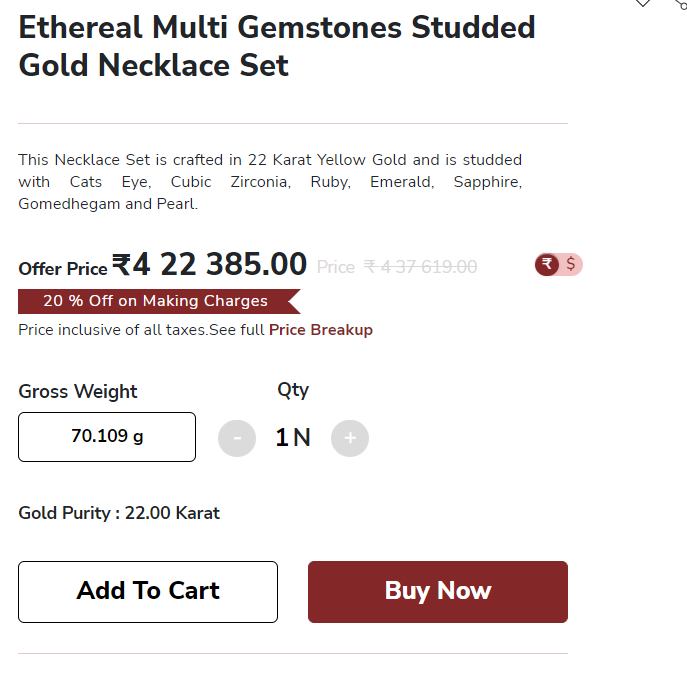 Ethereal Multi Gemstones Studded
Gold Necklace Set
This Necklace Set is crafted in 22 Karat Yellow Gold and is studded
with Cats Eye, Cubic Zirconia, Ruby, Emerald, Sapphire,
Gomedhegam and Pearl.
Offer Price ₹4 22 385.00 Price ₹ 4 37 619.00 ₹ $
20 % Off on Making Charges
Price inclusive of all taxes.See full Price Breakup
Gross Weight Qty
70.109 g - 1 N +
Gold Purity : 22.00 Karat
Add To Cart Buy Now